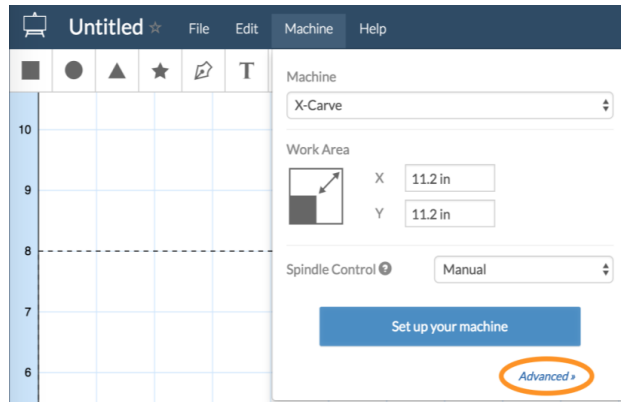 Untitled File Edit Machine Help
T
Machine
X-Carve
Work Area
X 11.2 in
Y 11.2 in
Spindle Control ? Manual
Set up your machine
Advanced »
10
9
8
7
6